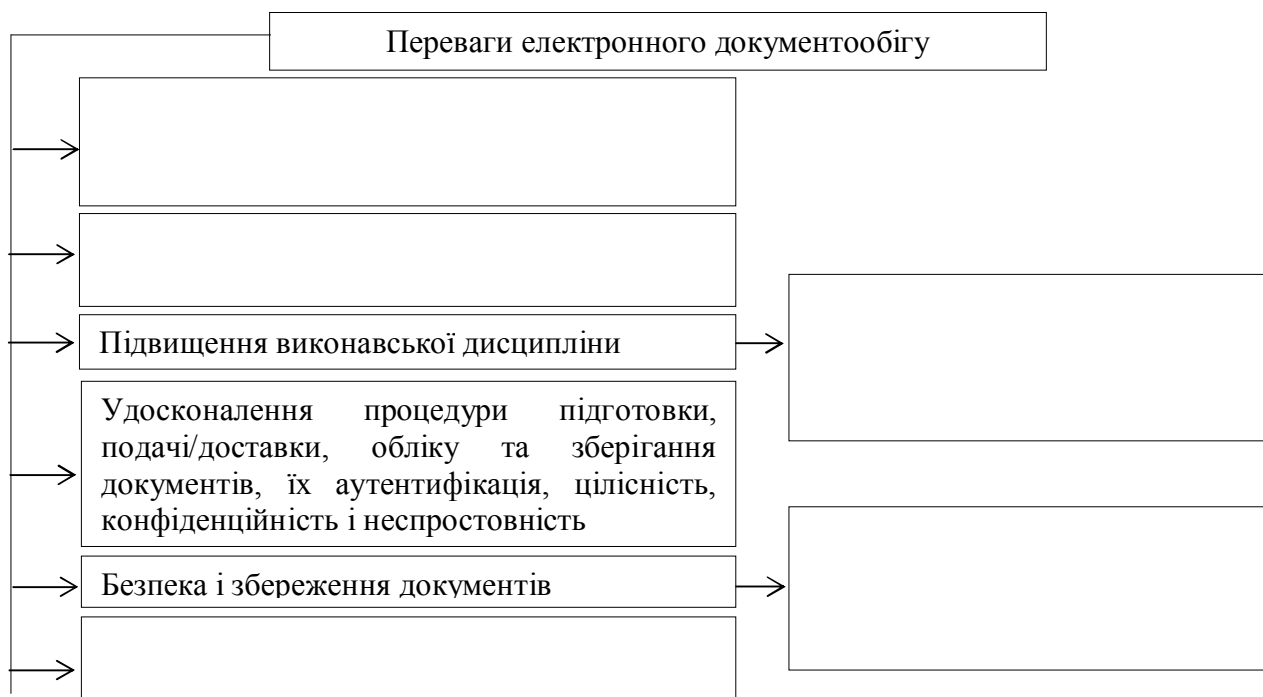 Переваги електронного документообігу
Підвищення виконавської дисципліни
Удосконалення процедури підготовки,
подачі/доставки, обліку та зберігання
документів, їх аутентифікація, цілісність,
конфіденційність і неспростовність
Безпека і збереження документів